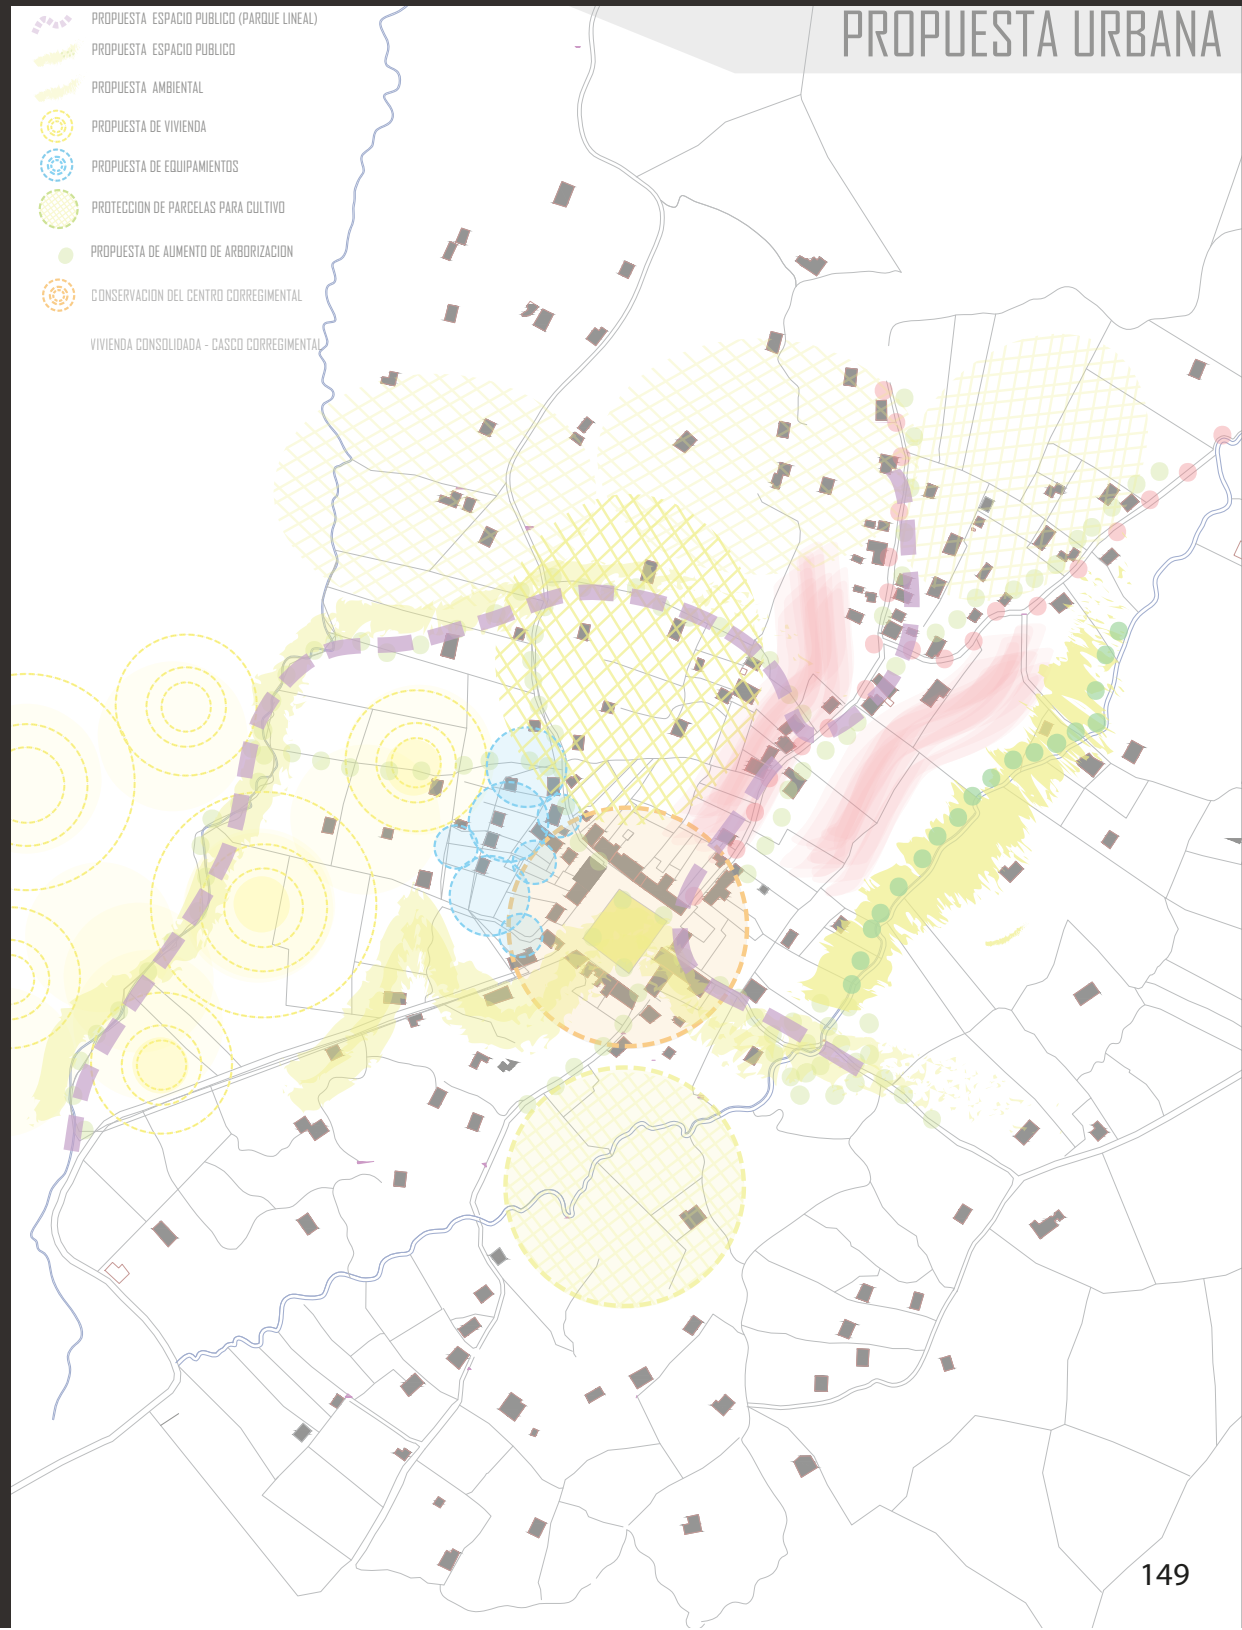 PROPUESTA URBANA
PROPUESTA ESPACIO PUBLICO (PARQUE LINEAL)
PROPUESTA ESPACIO PUBLICO
PROPUESTA AMBIENTAL
PROPUESTA DE VIVIENDA
PROPUESTA DE EQUIPAMIENTOS
PROTECCION DE PARCELAS PARA CULTIVO
PROPUESTA DE AUMENTO DE ARBORIZACION
CONSERVACION DEL CENTRO CORREGIMENTAL
VIVIENDA CONSOLIDADA - CASCO CORREGIMENTAL
149